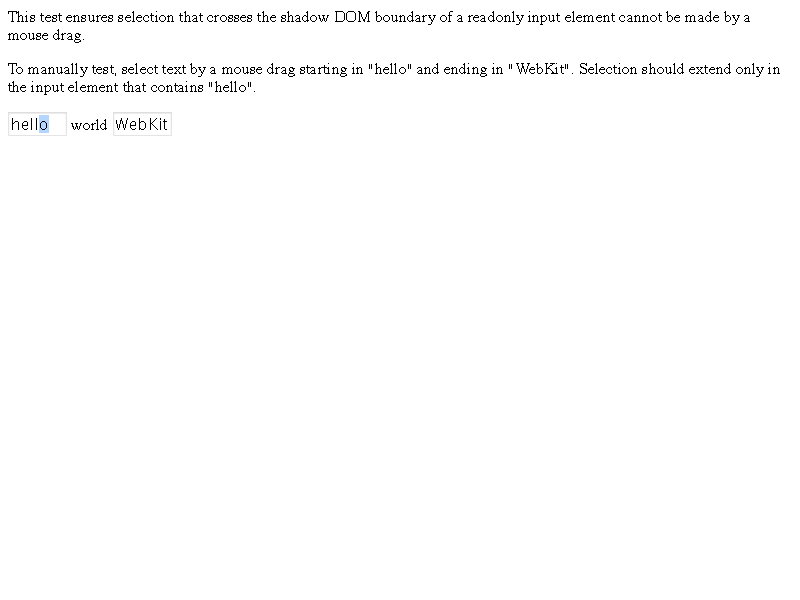 This test ensures selection that crosses the shadow DOM boundary of a readonly input element cannot be made by a
mouse drag.
To manually test, select text by a mouse drag starting in "hello" and ending in "WebKit". Selection should extend only in
the input element that contains "hello".
hello world WebKit